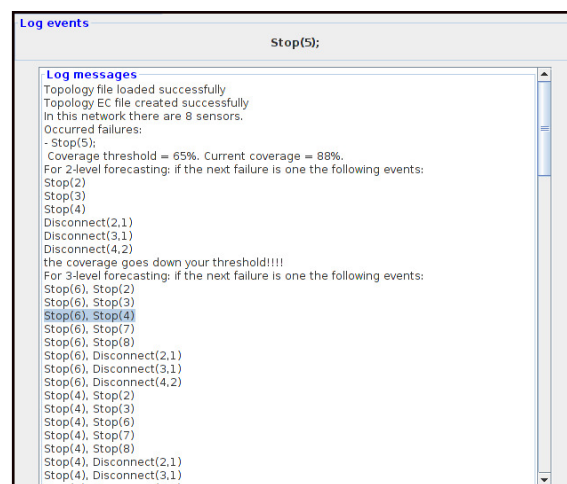 Log events
Stop(5);
Log messages
Topology file loaded successfully
Topology EC file created successfully
In this network there are 8 sensors.
Occurred failures:
- Stop(5);
Coverage threshold = 65%. Current coverage = 88%.
For 2-level forecasting: if the next failure is one the following events:
Stop(2)
Stop(3)
Stop(4)
Disconnect(2,1)
Disconnect(3,1)
Disconnect(4,2)
the coverage goes down your threshold!!!!
For 3-level forecasting: if the next failure is one the following events:
Stop(6), Stop(2)
Stop(6), Stop(3)
Stop(6), Stop(4)
Stop(6), Stop(7)
Stop(6), Stop(8)
Stop(6), Disconnect(2,1)
Stop(6), Disconnect(3,1)
Stop(6), Disconnect(4,2)
Stop(4), Stop(2)
Stop(4), Stop(3)
Stop(4), Stop(6)
Stop(4), Stop(7)
Stop(4), Stop(8)
Stop(4), Disconnect(2,1)
Stop(4), Disconnect(3,1)